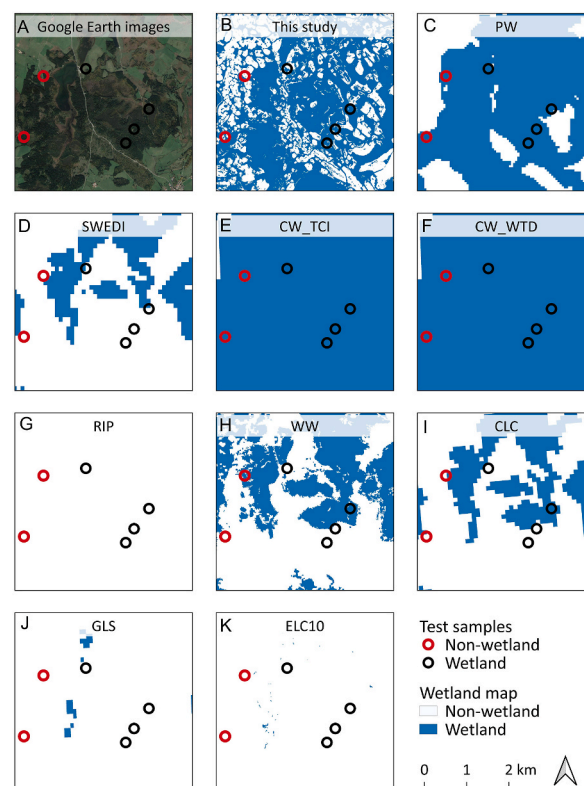 A Google Earth images
B This study
C PW
D SWEDI
E CW_TCI
F CW_WTD
G RIP
H WW
I CLC
J GLS
K ELC10
Test samples
Non-wetland
Wetland
Wetland map
Non-wetland
Wetland
0 1 2 km